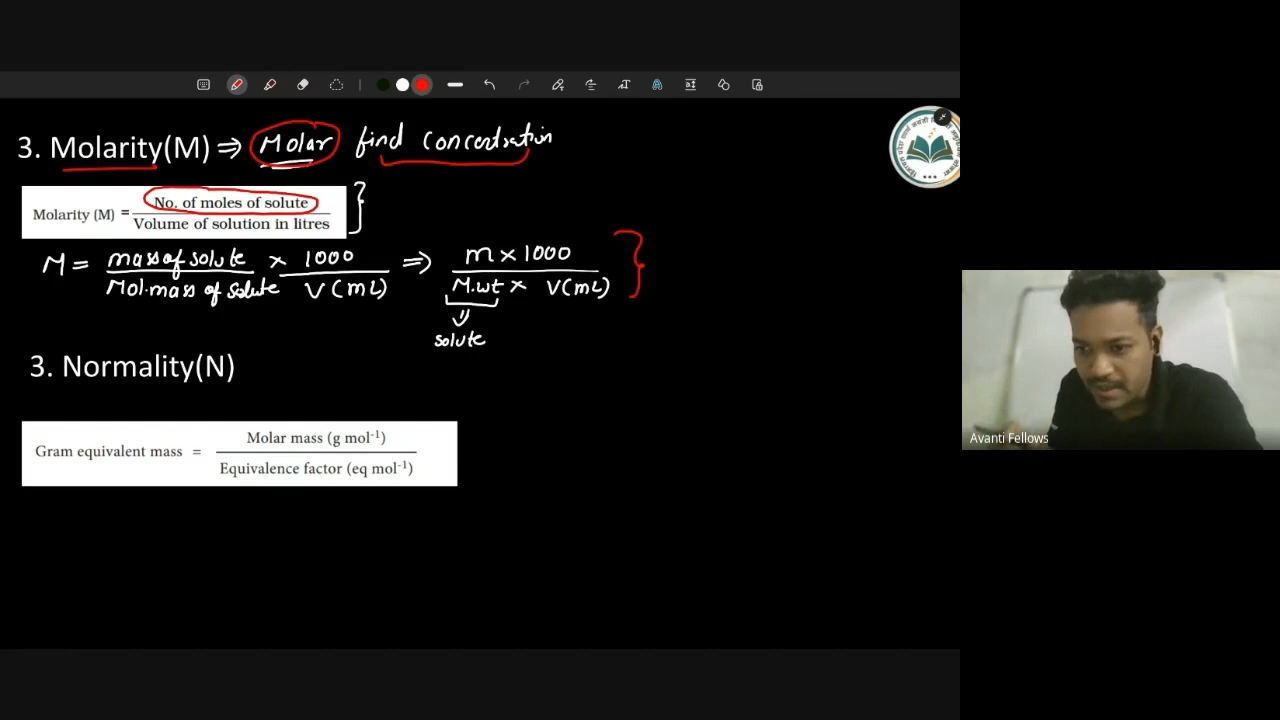 3. Molarity(M) ⇒ Molar find concentration
Molarity (M) = No. of moles of solute / Volume of solution in litres
M = mass of solute / Mol.mass of solute × 1000 / V(mL) ⇒ m × 1000 / M.wt × V(mL)
solute
3. Normality(N)
Gram equivalent mass = Molar mass (g mol⁻¹) / Equivalence factor (eq mol⁻¹)
Avanti Fellows